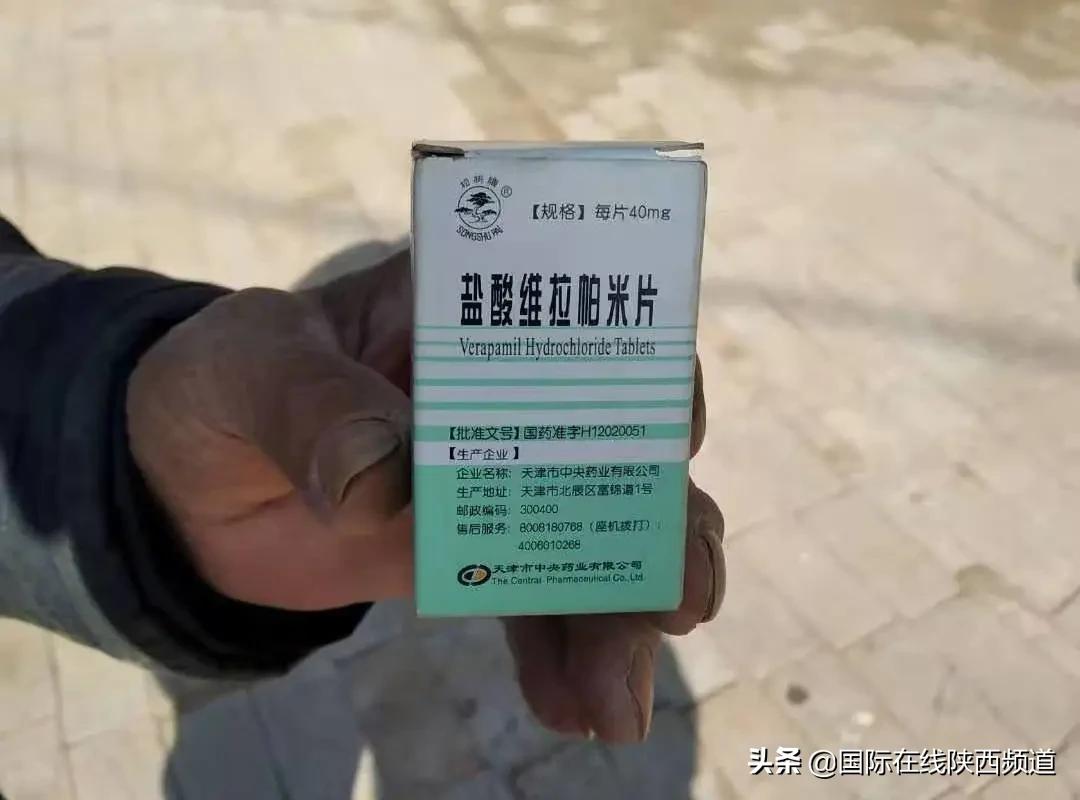 松树牌®
SONGSHU PAI
【规格】每片40mg
盐酸维拉帕米片
Verapamil Hydrochloride Tablets
【批准文号】国药准字H12020051
【生产企业】
企业名称：天津市中央药业有限公司
生产地址：天津市北辰区富锦道1号
邮政编码：300400
售后服务：8008180768（座机拨打）；
4006010268
天津市中央药业有限公司
The Central Pharmaceutical Co., Ltd.
头条 @国际在线陕西频道